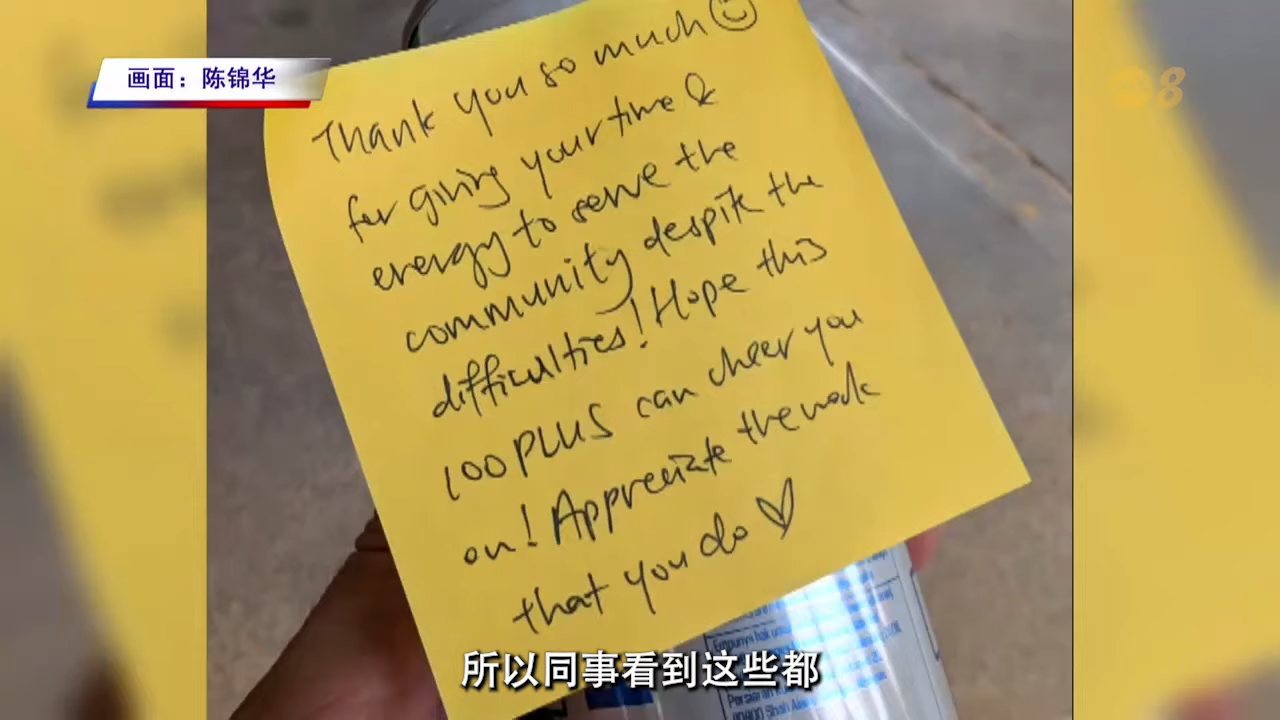 画面：陈锦华
8
Thank you so much
for giving your time &
energy to serve the
community despite the
difficulties! Hope this
100PLUS can cheer you
on! Appreciate the work
that you do
所以同事看到这些都